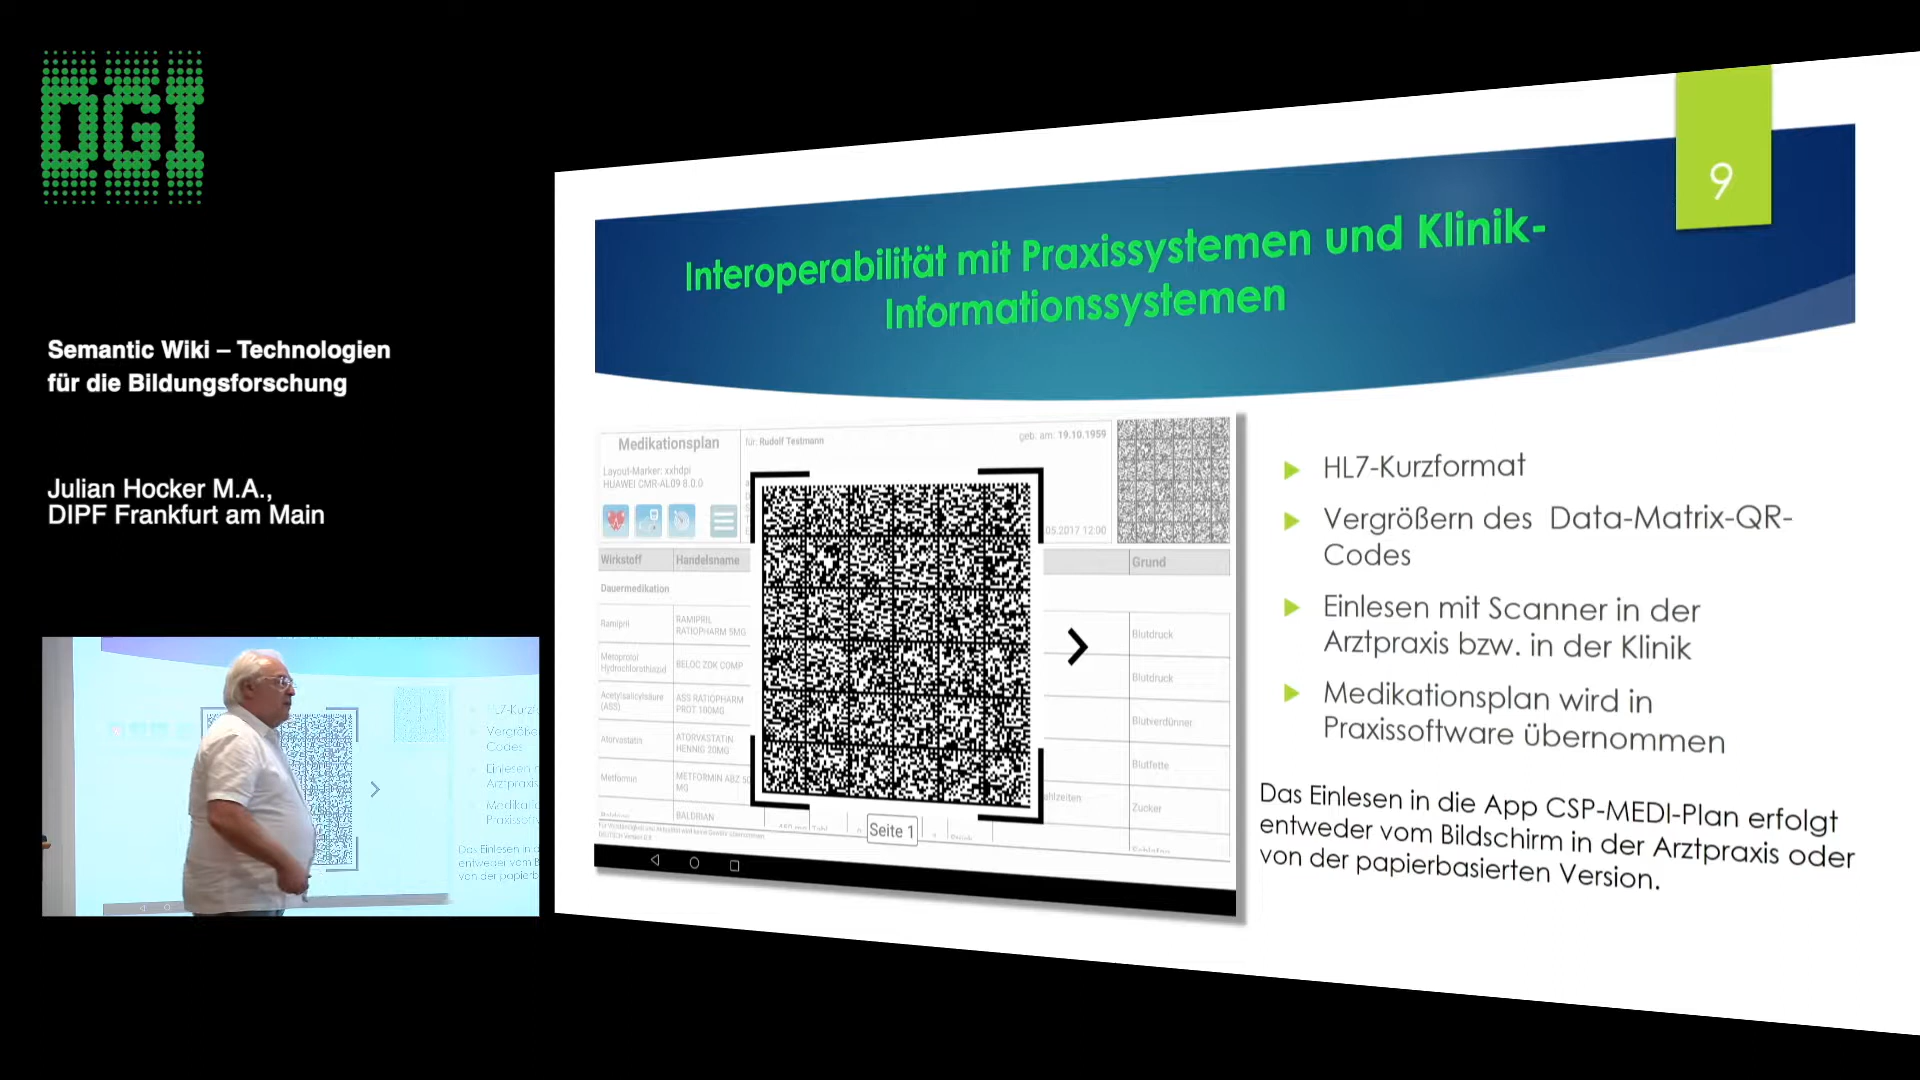 DGI
Semantic Wiki – Technologien
für die Bildungsforschung
Julian Hocker M.A.,
DIPF Frankfurt am Main
9
Interoperabilität mit Praxissystemen und Klinik-
Informationssystemen
Medikationsplan
für: Rudolf Testmann
geb. am: 19.10.1959
Layout-Marker: xxhdpi
HUAWEI CMR-AL09 8.0.0
05.2017 12:00
Wirkstoff
Handelsname
Grund
Dauermedikation
Ramipril
RAMIPRIL
RATIOPHARM 5MG
Blutdruck
Metoprolol
Hydrochlorothiazid
BELOC ZOK COMP
Blutdruck
Acetylsalicylsäure
(ASS)
ASS RATIOPHARM
PROT 100MG
Blutverdünner
Atorvastatin
ATORVASTATIN
HENNIG 20MG
Blutfette
Metformin
METFORMIN ABZ 50
MG
ahlzeiten
Zucker
BALDRIAN
Seite 1
HL7-Kurzformat
Vergrößern des Data-Matrix-QR-
Codes
Einlesen mit Scanner in der
Arztpraxis bzw. in der Klinik
Medikationsplan wird in
Praxissoftware übernommen
Das Einlesen in die App CSP-MEDI-Plan erfolgt
entweder vom Bildschirm in der Arztpraxis oder
von der papierbasierten Version.